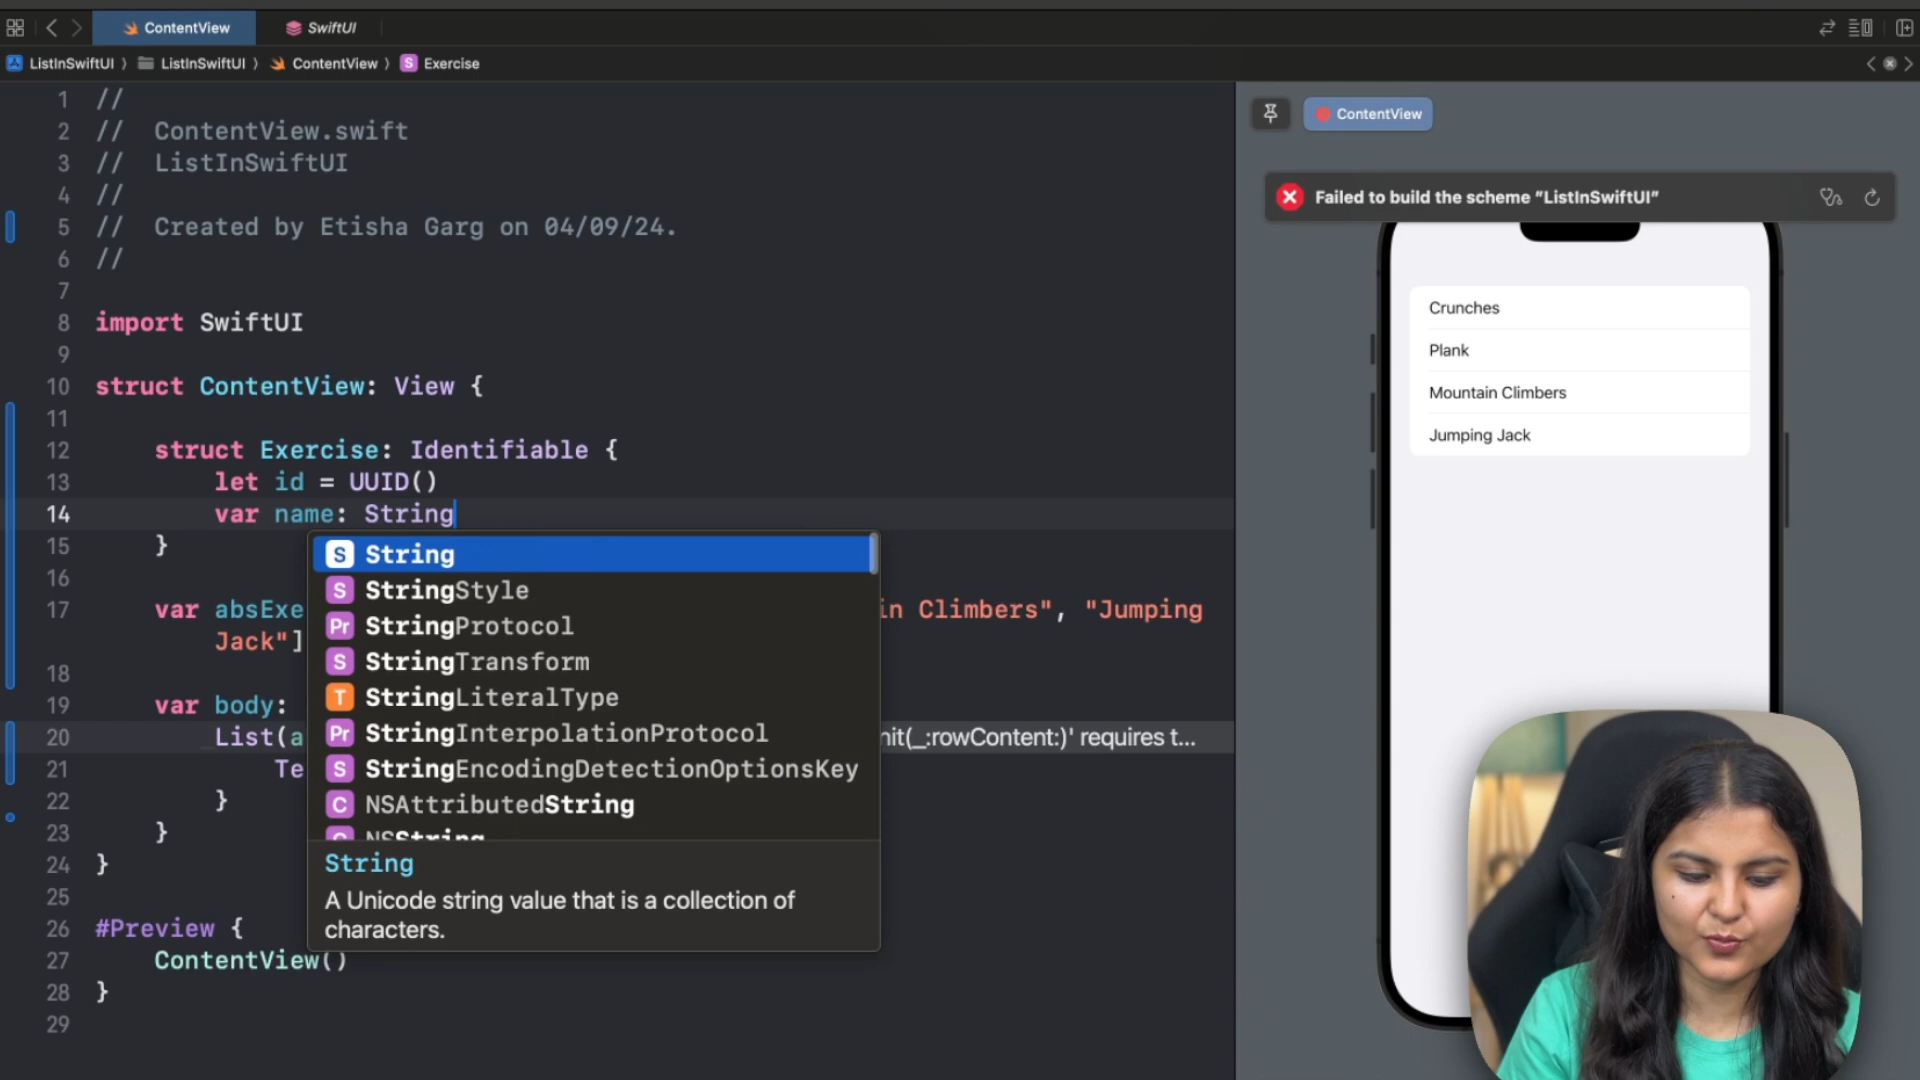 ContentView
SwiftUI
ListInSwiftUI
ListInSwiftUI
ContentView
S
Exercise
1 //
2 // ContentView.swift
3 // ListInSwiftUI
4 //
5 // Created by Etisha Garg on 04/09/24.
6 //
7
8 import SwiftUI
9
10 struct ContentView: View {
11
12 struct Exercise: Identifiable {
13 let id = UUID()
14 var name: String
15 }
16
17 var absExe in Climbers", "Jumping
Jack"]
18
19 var body:
20 List(a nit(_:rowContent:)' requires t...
21 Te
22 }
23 }
24 }
25
26 #Preview {
27 ContentView()
28 }
29
S String
S StringStyle
Pr StringProtocol
S StringTransform
T StringLiteralType
Pr StringInterpolationProtocol
S StringEncodingDetectionOptionsKey
C NSAttributedString
C NSString
String
A Unicode string value that is a collection of
characters.
ContentView
Failed to build the scheme "ListInSwiftUI"
Crunches
Plank
Mountain Climbers
Jumping Jack